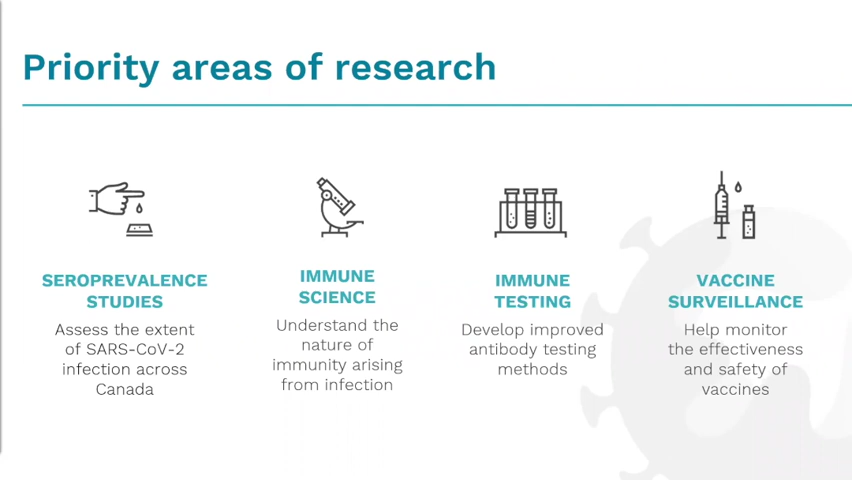 Priority areas of research
SEROPREVALENCE
STUDIES
Assess the extent
of SARS-CoV-2
infection across
Canada
IMMUNE
SCIENCE
Understand the
nature of
immunity arising
from infection
IMMUNE
TESTING
Develop improved
antibody testing
methods
VACCINE
SURVEILLANCE
Help monitor
the effectiveness
and safety of
vaccines